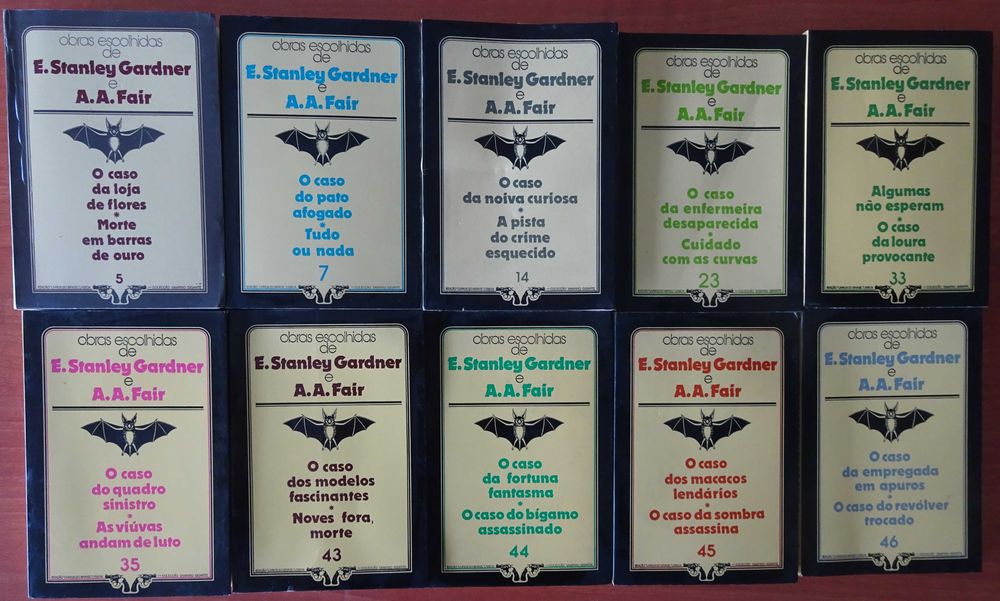 obras escolhidas
de
E. Stanley Gardner
e
A.A. Fair
O caso
da loja
de flores
*
Morte
em barras
de ouro
5
obras escolhidas
de
E. Stanley Gardner
e
A.A. Fair
O caso
do pato
afogado
*
Tudo
ou nada
7
obras escolhidas
de
E. Stanley Gardner
e
A.A. Fair
O caso
da noiva curiosa
*
A pista
do crime
esquecido
14
obras escolhidas
de
E. Stanley Gardner
e
A.A. Fair
O caso
da enfermeira
desaparecida
*
Cuidado
com as curvas
23
obras escolhidas
de
E. Stanley Gardner
e
A.A. Fair
Algumas
não esperam
*
O caso
da loura
provocante
33
obras escolhidas
de
E. Stanley Gardner
e
A.A. Fair
O caso
do quadro
sinistro
*
As viúvas
andam de luto
35
obras escolhidas
de
E. Stanley Gardner
e
A.A. Fair
O caso
dos modelos
fascinantes
*
Noves fora,
morte
43
obras escolhidas
de
E. Stanley Gardner
e
A.A. Fair
O caso
da fortuna
fantasma
*
O caso do bígamo
assassinado
44
obras escolhidas
de
E. Stanley Gardner
e
A.A. Fair
O caso
dos macacos
lendários
*
O caso da sombra
assassina
45
obras escolhidas
de
E. Stanley Gardner
e
A.A. Fair
O caso
da empregada
em apuros
*
O caso do revólver
trocado
46